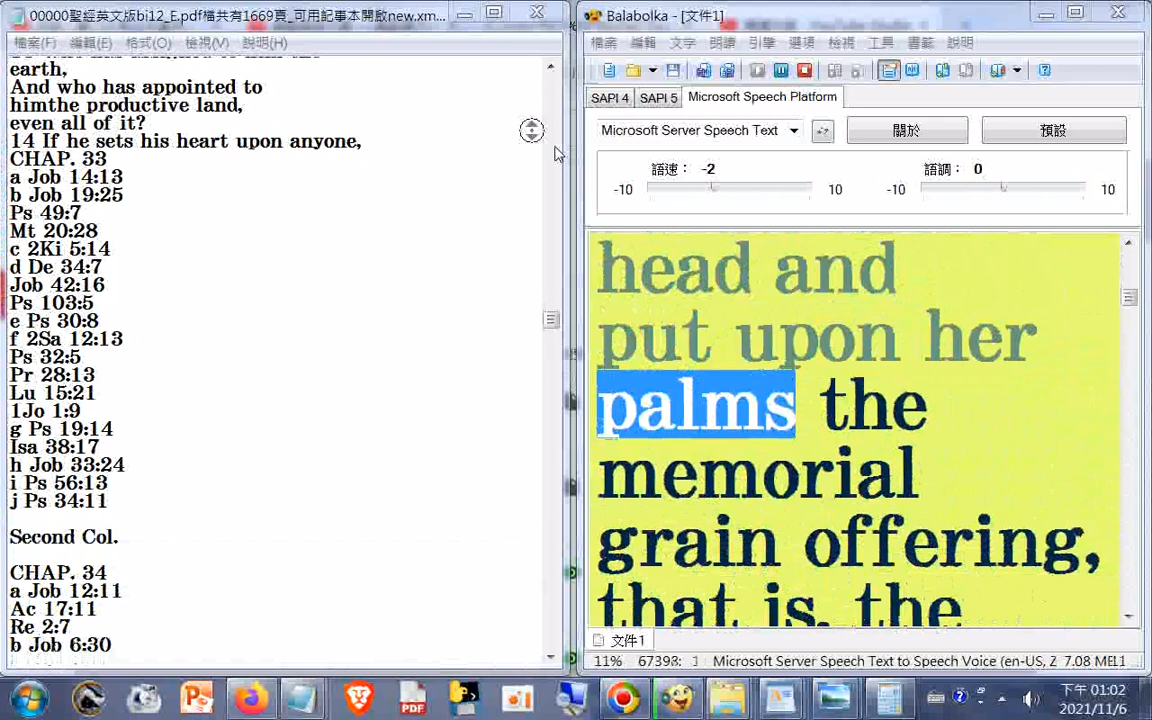 00000聖經英文版bi12_E.pdf檔共有1669頁_可用記事本開啟new.xm...
檔案(F) 編輯(E) 格式(O) 檢視(V) 說明(H)
earth,
And who has appointed to
himthe productive land,
even all of it?
14 If he sets his heart upon anyone,
CHAP. 33
a Job 14:13
b Job 19:25
Ps 49:7
Mt 20:28
c 2Ki 5:14
d De 34:7
Job 42:16
Ps 103:5
e Ps 30:8
f 2Sa 12:13
Ps 32:5
Pr 28:13
Lu 15:21
1Jo 1:9
g Ps 19:14
Isa 38:17
h Job 33:24
i Ps 56:13
j Ps 34:11
Second Col.
CHAP. 34
a Job 12:11
Ac 17:11
Re 2:7
b Job 6:30
Balabolka - [文件1]
檔案 編輯 文字 朗讀 引擎 選項 檢視 工具 書籤 說明
SAPI 4 SAPI 5 Microsoft Speech Platform
Microsoft Server Speech Text 關於 預設
語速： -2 語調： 0
-10 10 -10 10
head and
put upon her
palms the
memorial
grain offering,
that is, the
文件1
11% 67398: 1 Microsoft Server Speech Text to Speech Voice (en-US, Z 7.08 ME
下午 01:02
2021/11/6